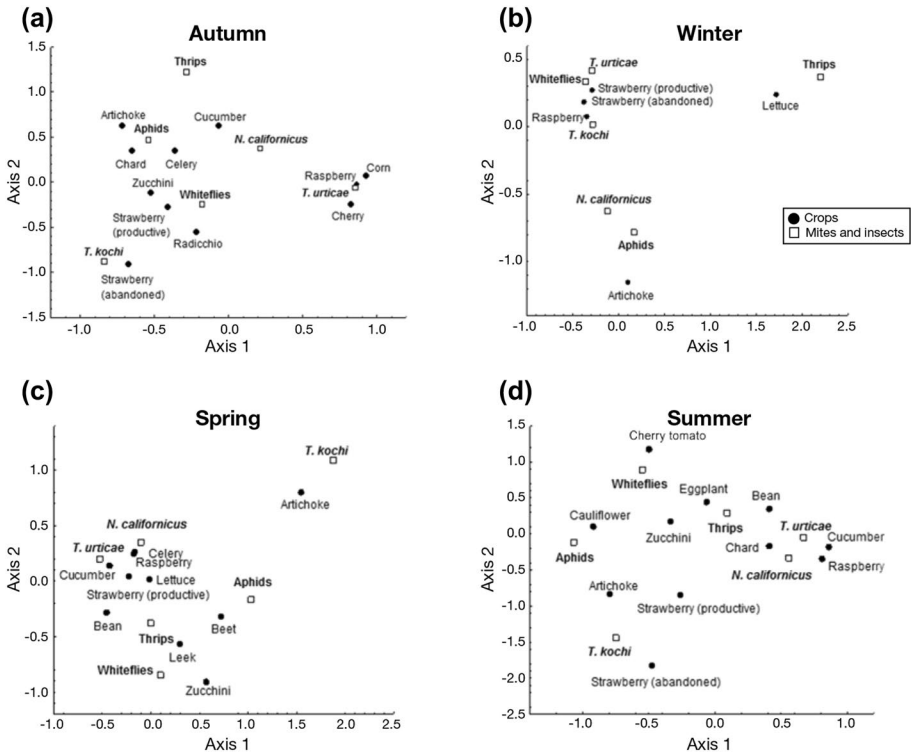 (a)
Autumn
1.5
1.0
0.5
0.0
-0.5
-1.0
-1.5
Axis 2
Thrips
Artichoke
Aphids
Cucumber
N. californicus
Chard
Celery
Raspberry
Corn
Zucchini
Whiteflies
T. urticae
Strawberry
(productive)
Cherry
Radicchio
T. kochi
Strawberry
(abandoned)
-1.0
-0.5
0.0
0.5
1.0
Axis 1
(b)
Winter
0.5
0.0
-0.5
-1.0
Axis 2
T. urticae
Thrips
Whiteflies
Strawberry (productive)
Strawberry (abandoned)
Lettuce
Raspberry
T. kochi
N. californicus
Aphids
Artichoke
-1.0
-0.5
0.0
0.5
1.0
1.5
2.0
2.5
Axis 1
Crops
Mites and insects
(c)
Spring
1.0
0.5
0.0
-0.5
-1.0
Axis 2
T. kochi
Artichoke
N. californicus
T. urticae
Celery
Raspberry
Cucumber
Lettuce
Aphids
Strawberry (productive)
Bean
Beet
Thrips
Leek
Whiteflies
Zucchini
-1.0
-0.5
0.0
0.5
1.0
1.5
2.0
2.5
Axis 1
(d)
Summer
1.5
1.0
0.5
0.0
-0.5
-1.0
-1.5
-2.0
-2.5
Axis 2
Cherry tomato
Whiteflies
Eggplant
Bean
Cauliflower
Thrips
T. urticae
Zucchini
Cucumber
Aphids
Chard
N. californicus
Raspberry
Artichoke
Strawberry (productive)
T. kochi
Strawberry (abandoned)
-1.0
-0.5
0.0
0.5
1.0
Axis 1